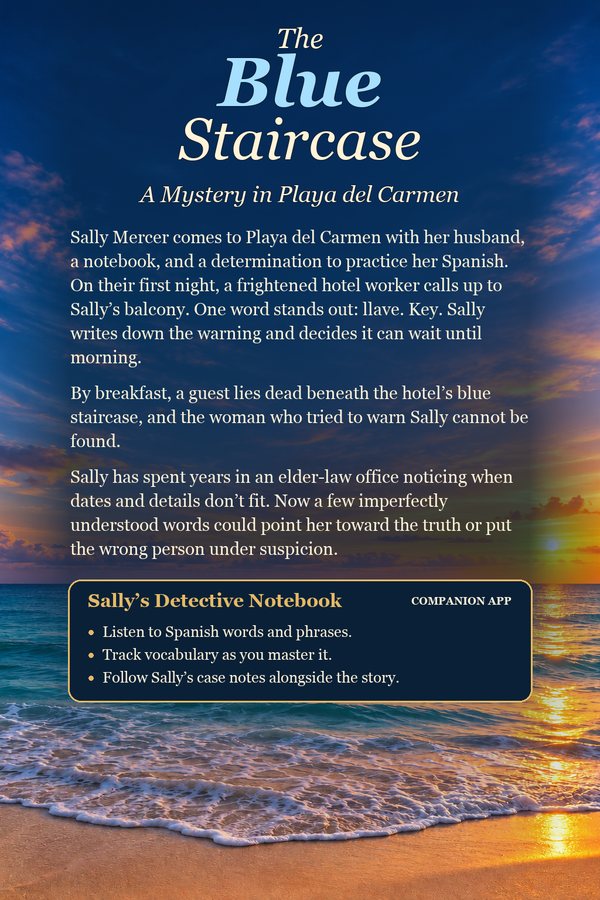 The
Blue
Staircase
A Mystery in Playa del Carmen
Sally Mercer comes to Playa del Carmen with her husband,
a notebook, and a determination to practice her Spanish.
On their first night, a frightened hotel worker calls up to
Sally’s balcony. One word stands out: llave. Key. Sally
writes down the warning and decides it can wait until
morning.
By breakfast, a guest lies dead beneath the hotel’s blue
staircase, and the woman who tried to warn Sally cannot be
found.
Sally has spent years in an elder-law office noticing when
dates and details don’t fit. Now a few imperfectly
understood words could point her toward the truth or put
the wrong person under suspicion.
Sally’s Detective Notebook
COMPANION APP
• Listen to Spanish words and phrases.
• Track vocabulary as you master it.
• Follow Sally’s case notes alongside the story.